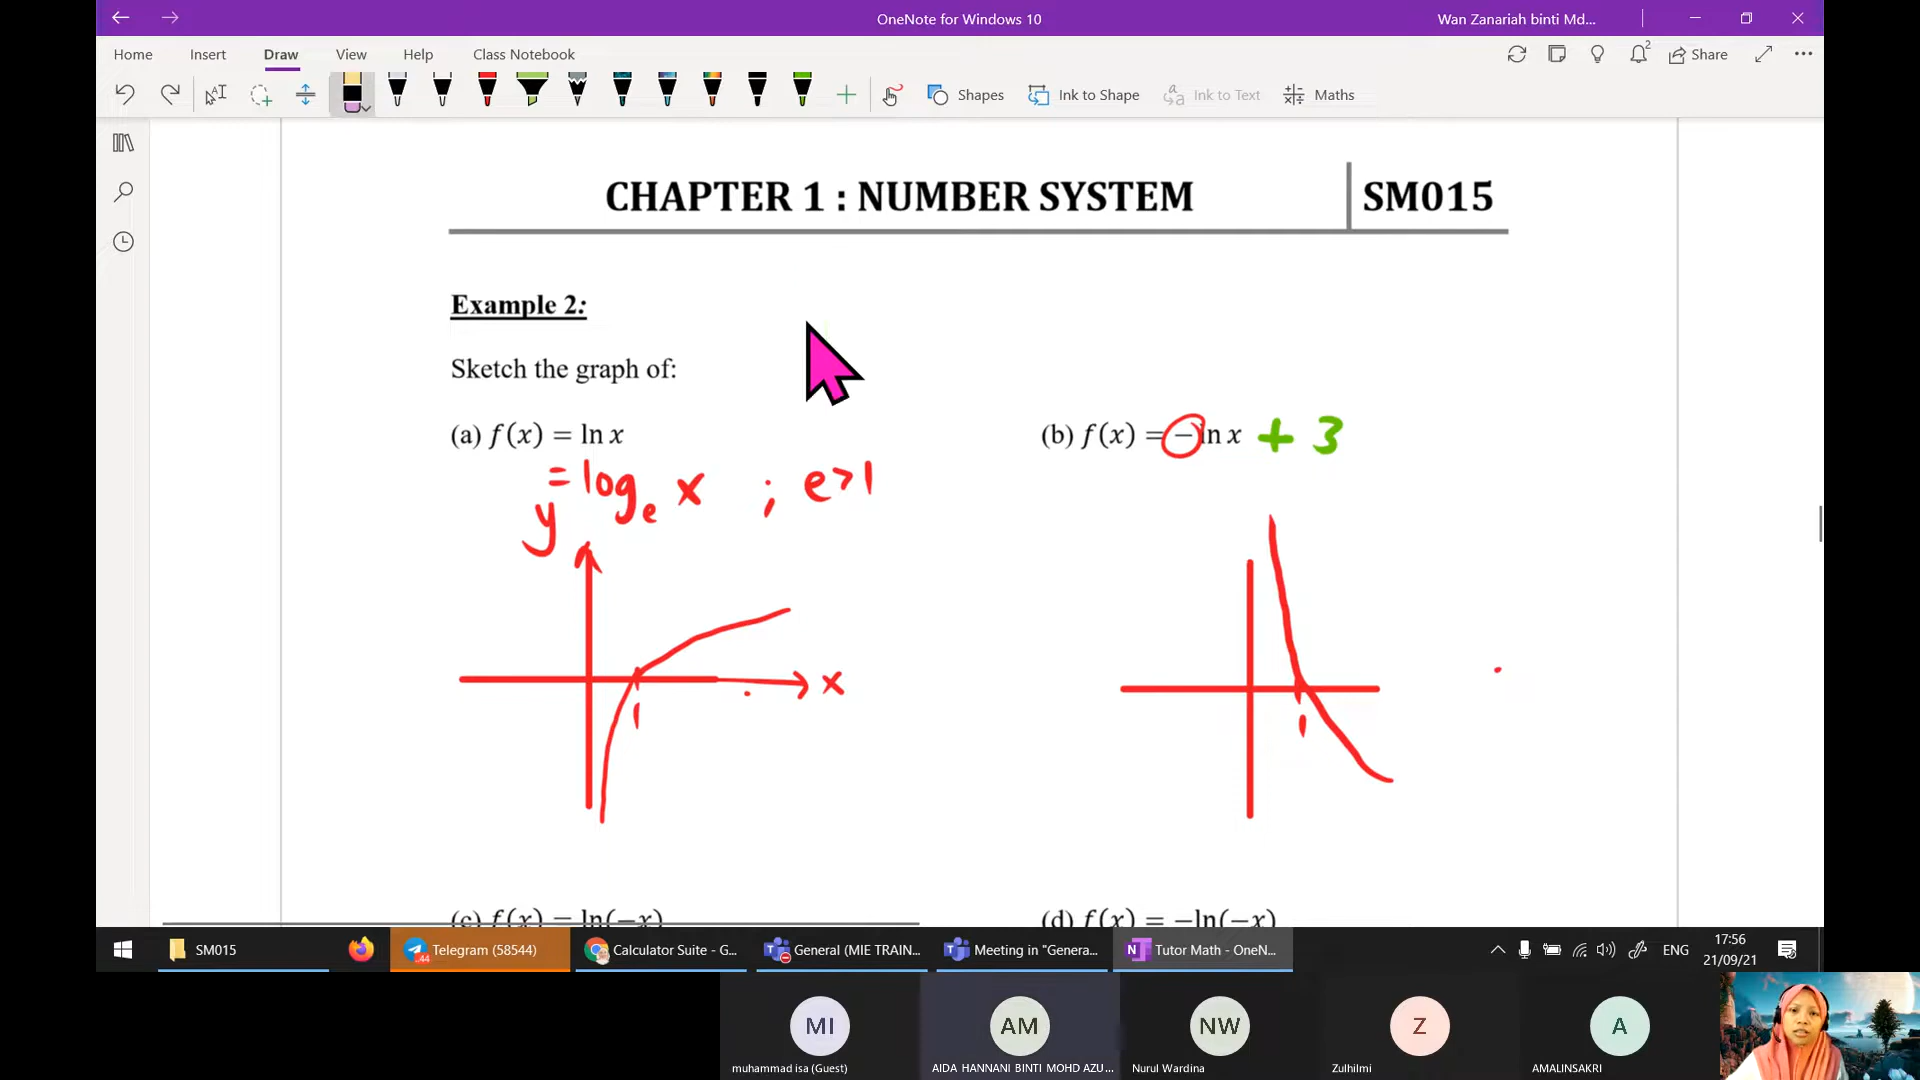 OneNote for Windows 10
Wan Zanariah binti Md...
Home Insert Draw View Help Class Notebook
2
Share
Shapes
Ink to Shape
Ink to Text
Maths
CHAPTER 1 : NUMBER SYSTEM SM015
Example 2:
Sketch the graph of:
(a) f(x) = ln x
(b) f(x) = −ln x + 3
= log_e x ; e>1
y
x
1
1
(c) f(x) = ln(−x)
(d) f(x) = −ln(−x)
SM015
Telegram (58544)
.44
Calculator Suite - G...
General (MIE TRAIN...
Meeting in "Genera...
Tutor Math - OneN...
ENG
17:56
21/09/21
MI
AM
NW
Z
A
muhammad isa (Guest)
AIDA HANNANI BINTI MOHD AZU...
Nurul Wardina
Zulhilmi
AMALINSAKRI